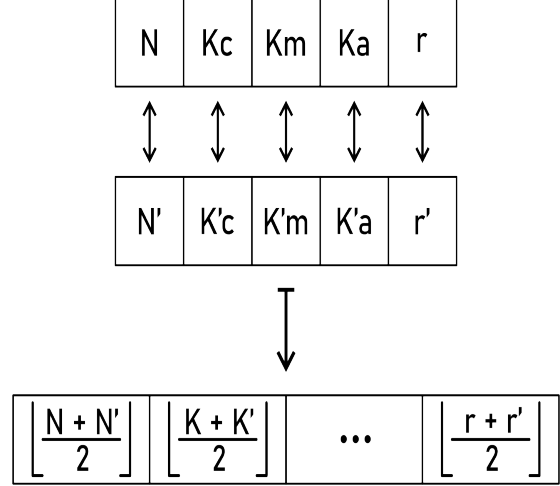 N Kc Km Ka r
N' K'c K'm K'a r'
⌊(N + N')/2⌋ ⌊(K + K')/2⌋ ••• ⌊(r + r')/2⌋